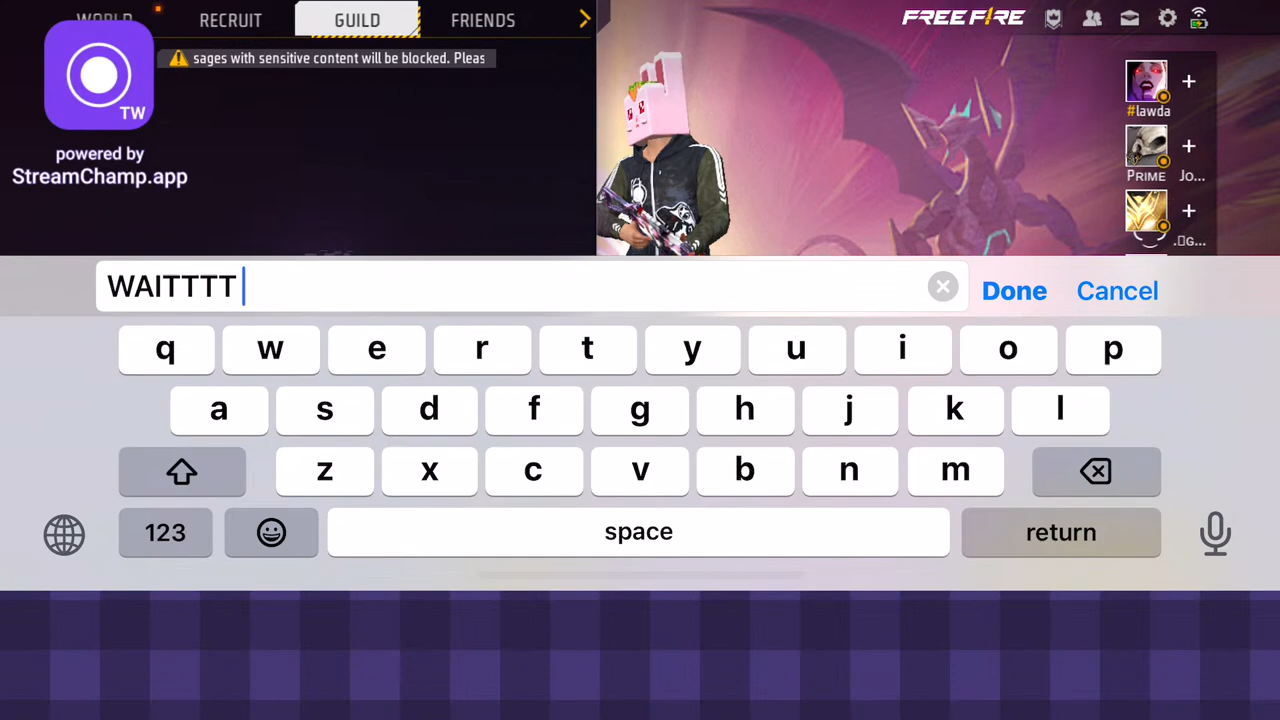 WORLD RECRUIT GUILD FRIENDS
FREE FIRE
sages with sensitive content will be blocked. Pleas
TW
powered by
StreamChamp.app
#lawda
PRIME Jo...
WAITTTT
Done Cancel
q w e r t y u i o p
a s d f g h j k l
z x c v b n m
123 space return